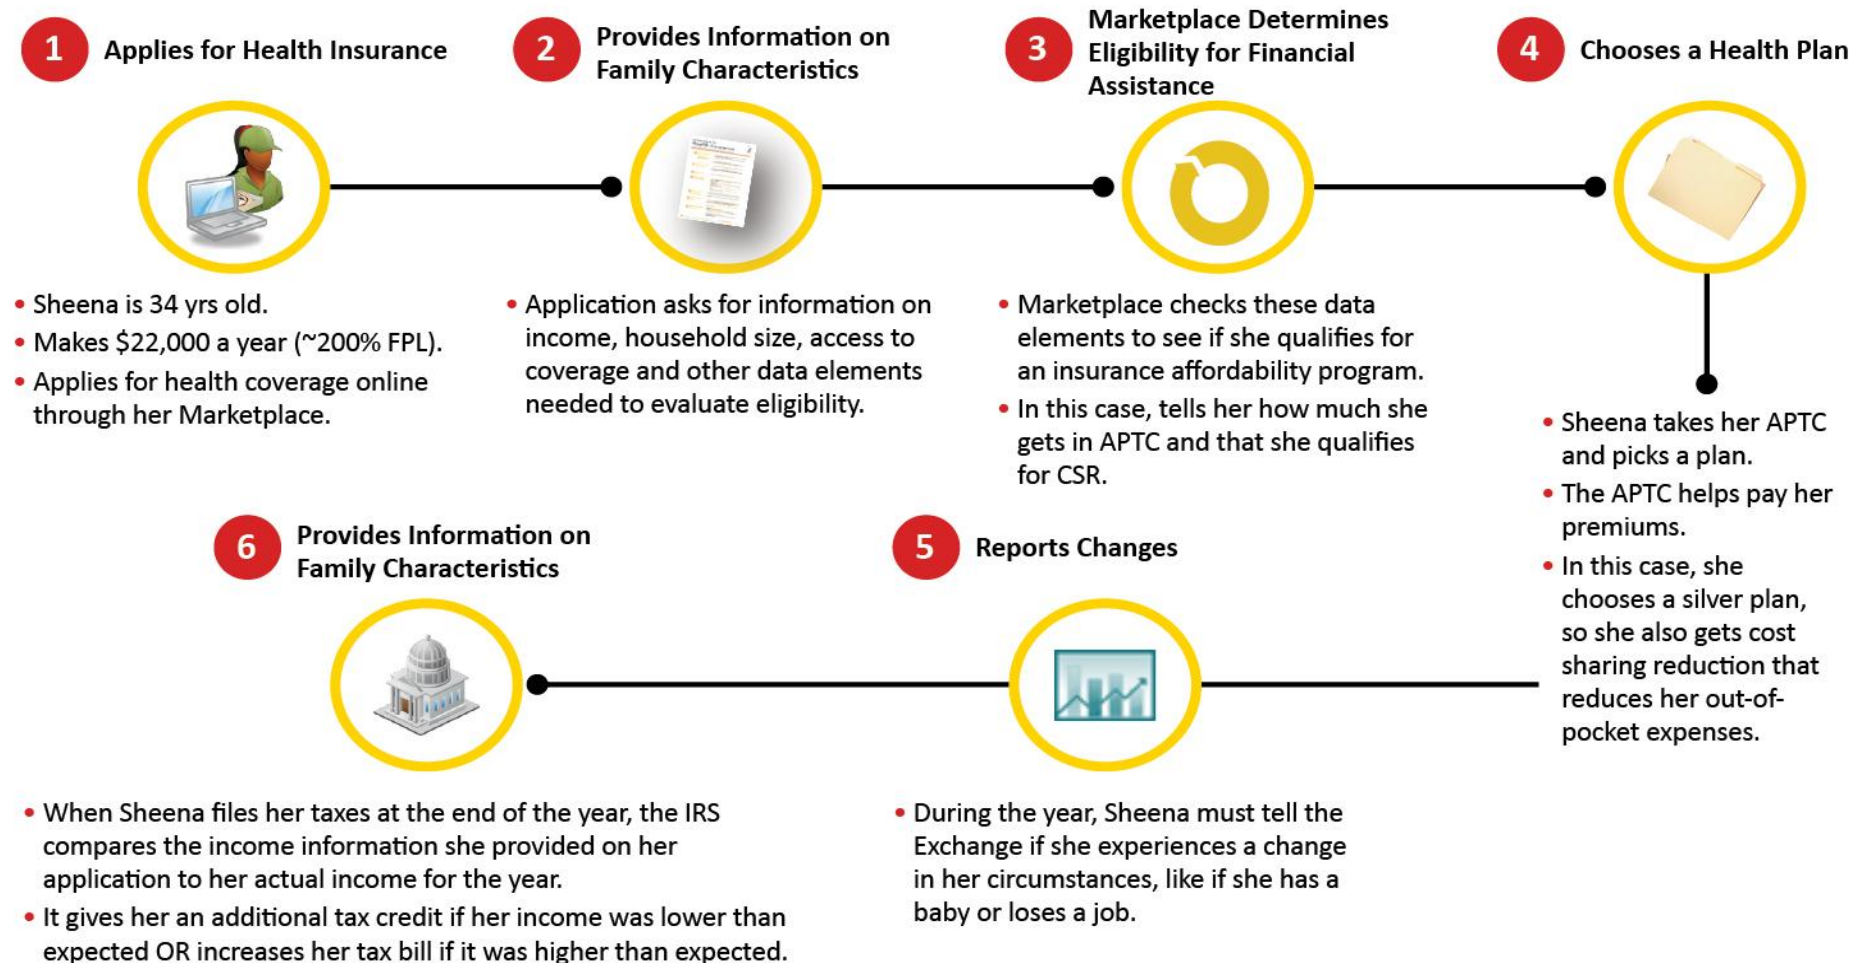 1
Applies for Health Insurance
• Sheena is 34 yrs old.
• Makes $22,000 a year (~200% FPL).
• Applies for health coverage online
through her Marketplace.
2
Provides Information on
Family Characteristics
• Application asks for information on
income, household size, access to
coverage and other data elements
needed to evaluate eligibility.
3
Marketplace Determines
Eligibility for Financial
Assistance
• Marketplace checks these data
elements to see if she qualifies for
an insurance affordability program.
• In this case, tells her how much she
gets in APTC and that she qualifies
for CSR.
4
Chooses a Health Plan
• Sheena takes her APTC
and picks a plan.
• The APTC helps pay her
premiums.
• In this case, she
chooses a silver plan,
so she also gets cost
sharing reduction that
reduces her out-of-
pocket expenses.
5
Reports Changes
• During the year, Sheena must tell the
Exchange if she experiences a change
in her circumstances, like if she has a
baby or loses a job.
6
Provides Information on
Family Characteristics
• When Sheena files her taxes at the end of the year, the IRS
compares the income information she provided on her
application to her actual income for the year.
• It gives her an additional tax credit if her income was lower than
expected OR increases her tax bill if it was higher than expected.